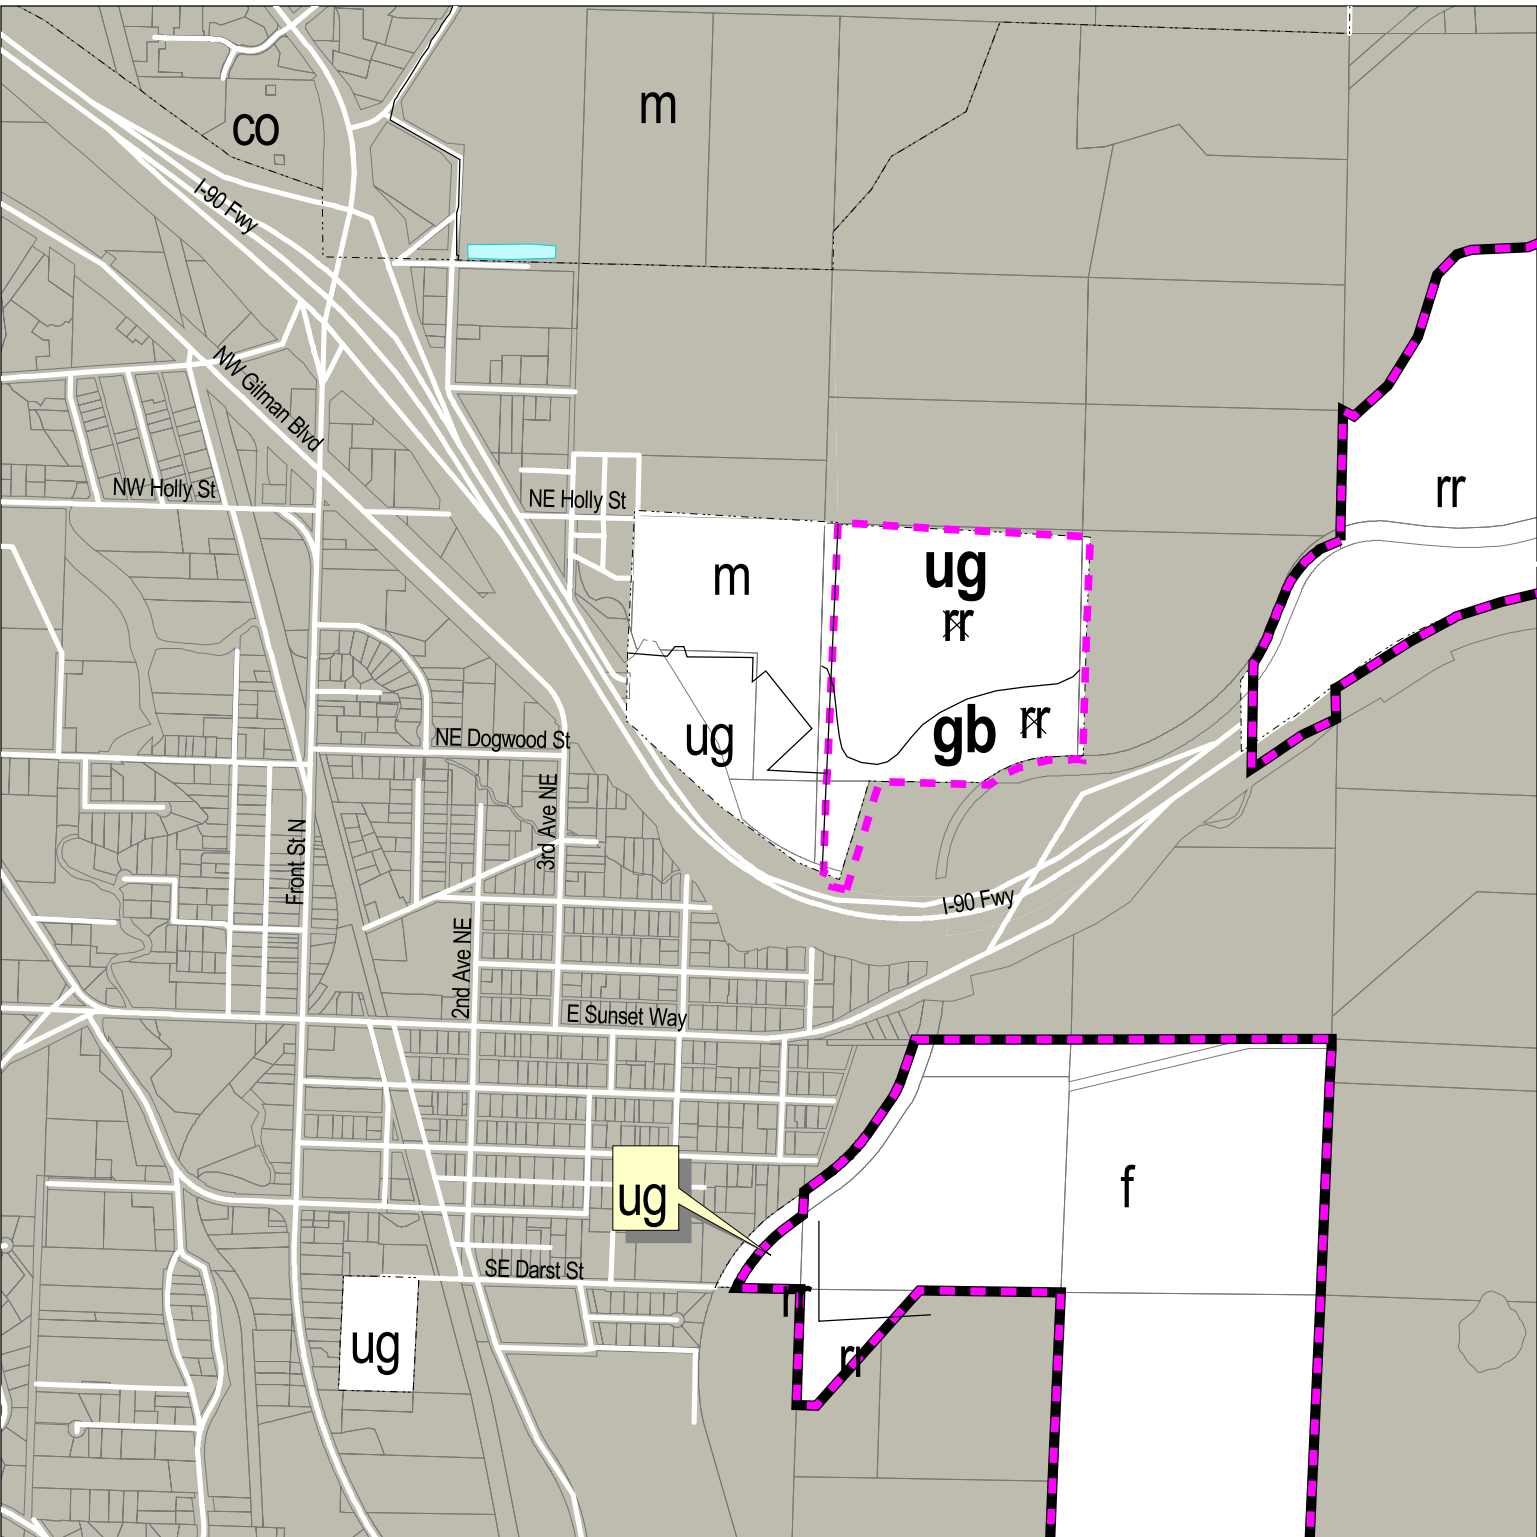 m
co
I-90 Fwy
NW Gilman Blvd
NW Holly St
NE Holly St
rr
m
ug
rr
ug
gb
rr
NE Dogwood St
3rd Ave NE
Front St N
2nd Ave NE
I-90 Fwy
E Sunset Way
ug
f
SE Darst St
ug
rr